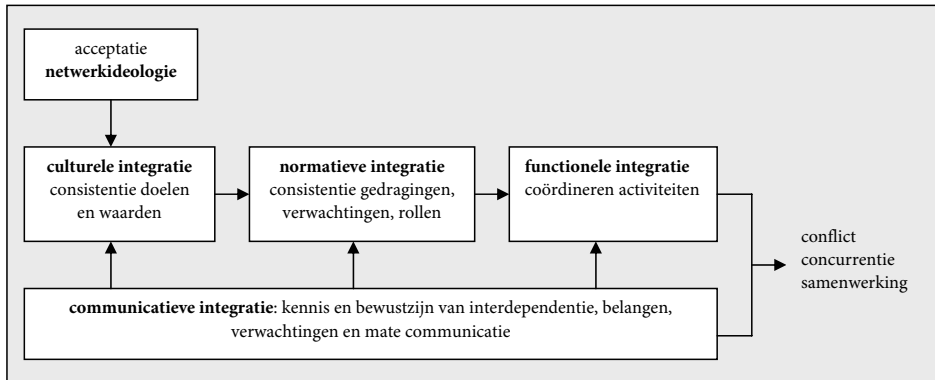 acceptatie
netwerkideologie
culturele integratie
consistentie doelen
en waarden
normatieve integratie
consistentie gedragingen,
verwachtingen, rollen
functionele integratie
coördineren activiteiten
conflict
concurrentie
samenwerking
communicatieve integratie: kennis en bewustzijn van interdependentie, belangen,
verwachtingen en mate communicatie